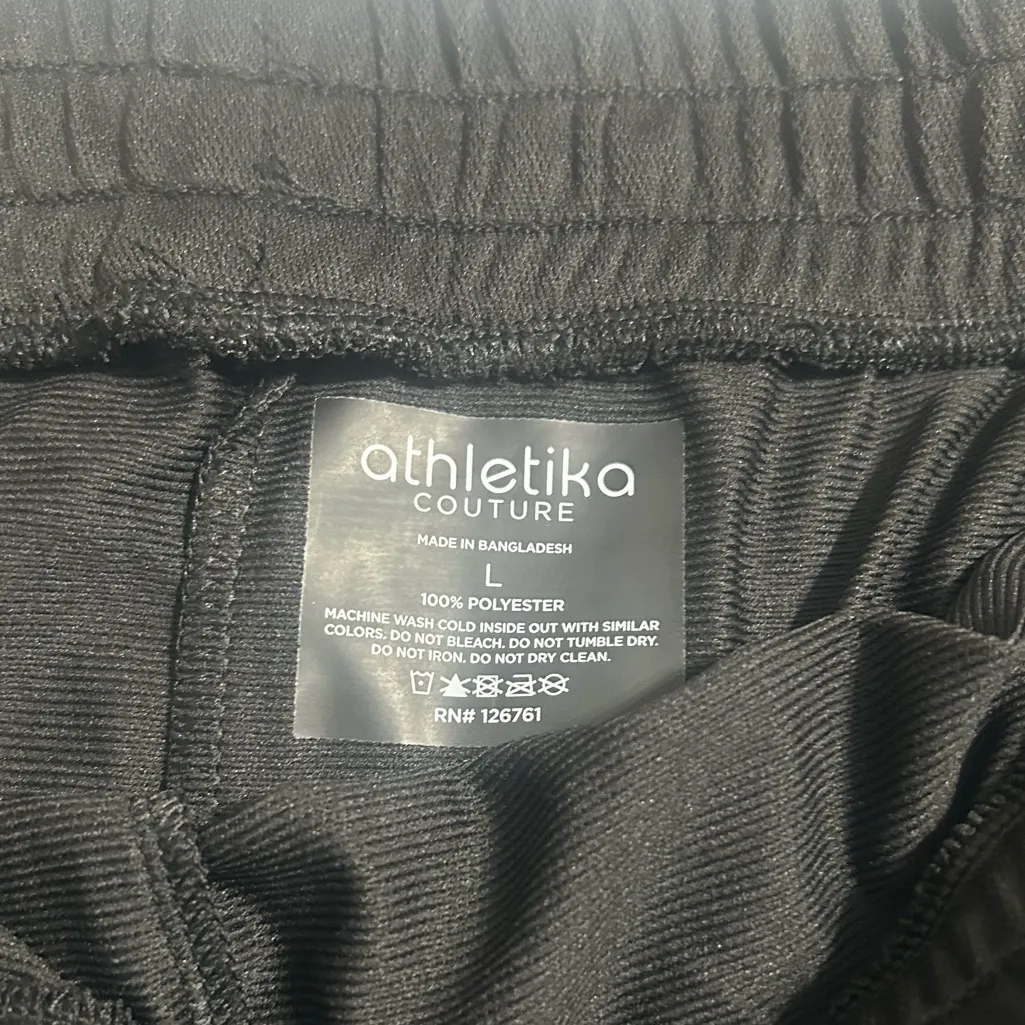 athletika
COUTURE
MADE IN BANGLADESH
L
100% POLYESTER
MACHINE WASH COLD INSIDE OUT WITH SIMILAR
COLORS. DO NOT BLEACH. DO NOT TUMBLE DRY.
DO NOT IRON. DO NOT DRY CLEAN.
RN# 126761